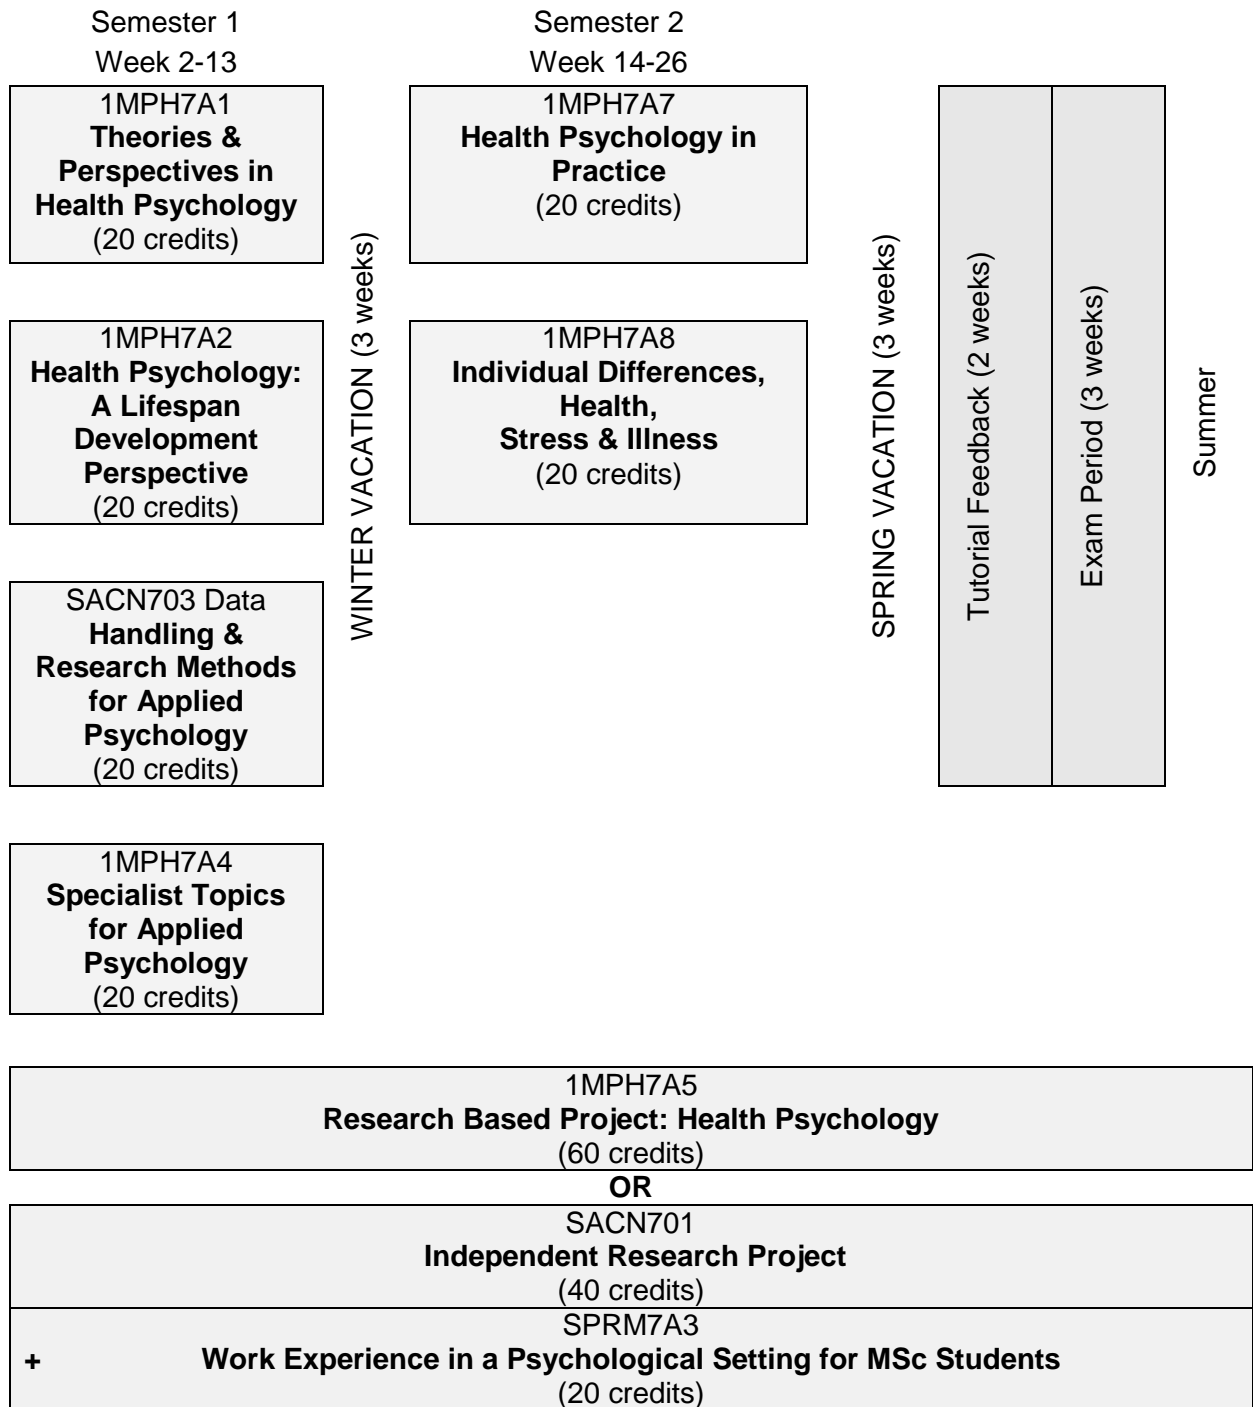 Semester 1
Week 2-13
Semester 2
Week 14-26
1MPH7A1
Theories &
Perspectives in
Health Psychology
(20 credits)
1MPH7A2
Health Psychology:
A Lifespan
Development
Perspective
(20 credits)
SACN703 Data
Handling &
Research Methods
for Applied
Psychology
(20 credits)
1MPH7A4
Specialist Topics
for Applied
Psychology
(20 credits)
WINTER VACATION (3 weeks)
1MPH7A7
Health Psychology in
Practice
(20 credits)
1MPH7A8
Individual Differences,
Health,
Stress & Illness
(20 credits)
SPRING VACATION (3 weeks)
Tutorial Feedback (2 weeks)
Exam Period (3 weeks)
Summer
1MPH7A5
Research Based Project: Health Psychology
(60 credits)
OR
SACN701
Independent Research Project
(40 credits)
SPRM7A3
+ Work Experience in a Psychological Setting for MSc Students
(20 credits)